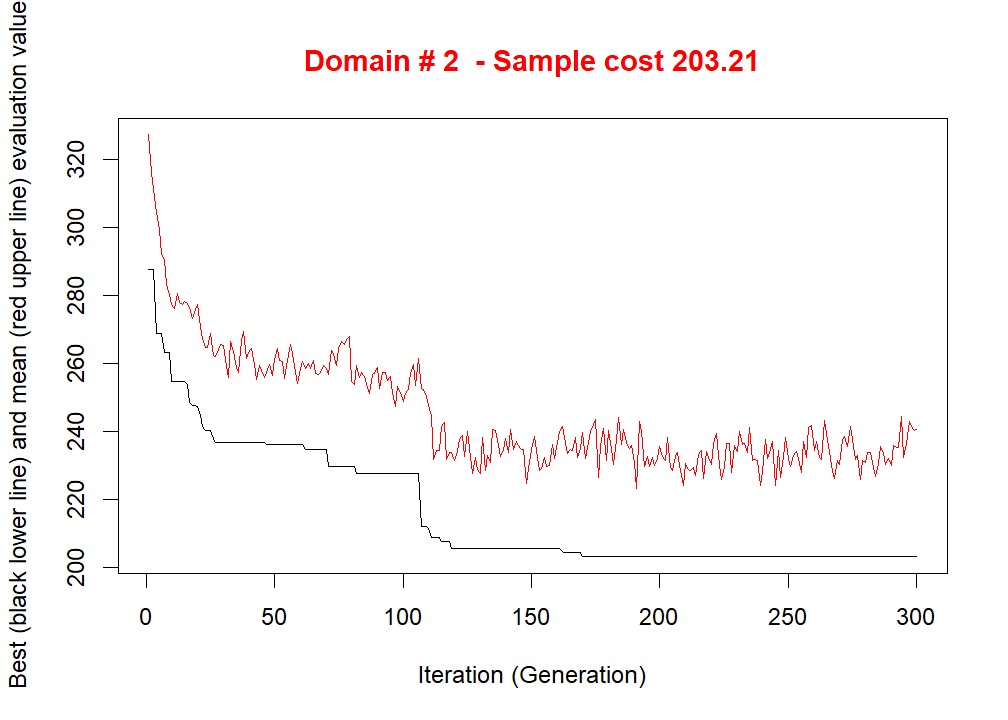 Domain # 2  - Sample cost 203.21
Best (black lower line) and mean (red upper line) evaluation value
320
300
280
260
240
220
200
0 50 100 150 200 250 300
Iteration (Generation)